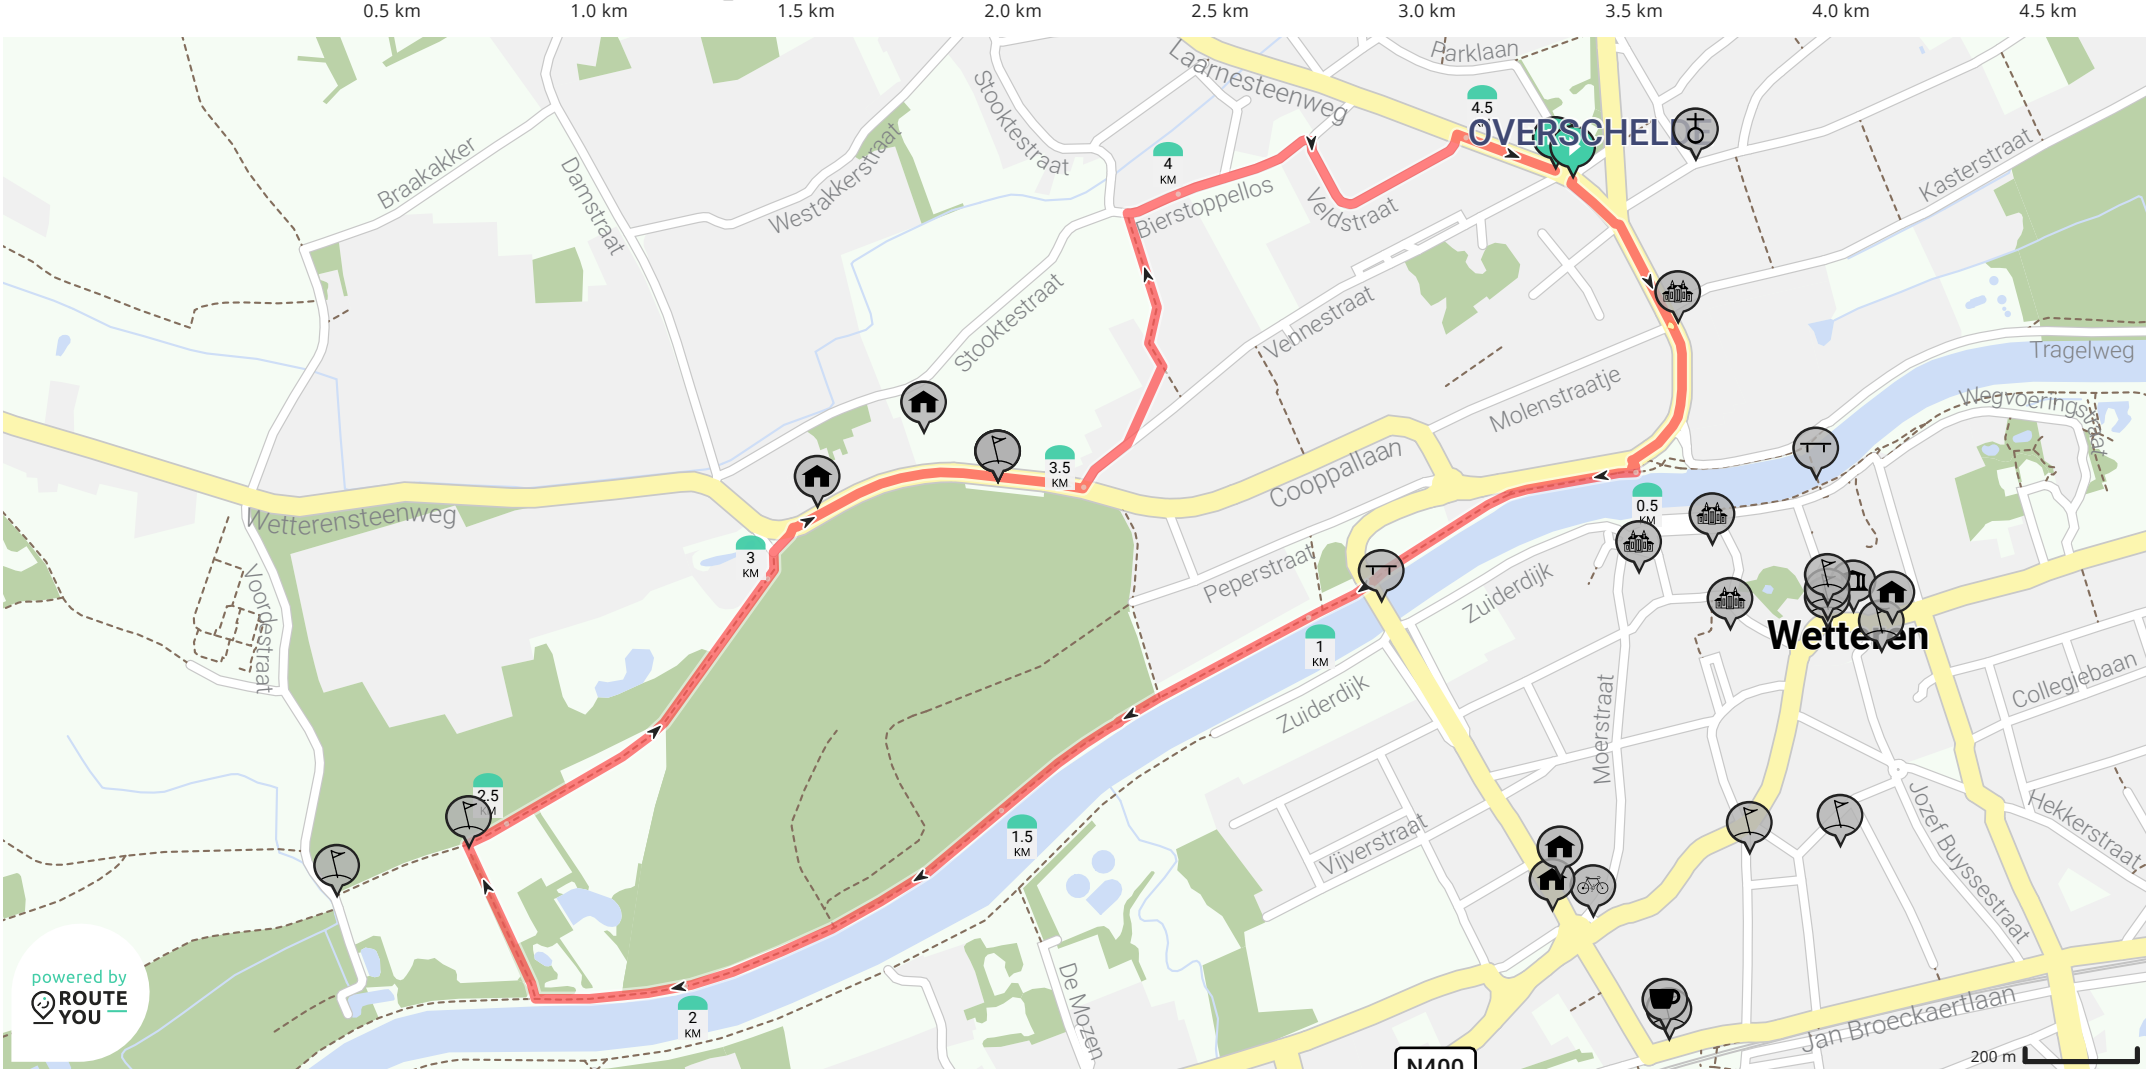 0.5 km 1.0 km 1.5 km 2.0 km 2.5 km 3.0 km 3.5 km 4.0 km 4.5 km
Parklaan
Laarnesteenweg
Stooktestraat
4.5
OVERSCHELDE
Braakakker
Damstraat
Westakkerstraat
4
KM
Bierstoppellos
Veldstraat
Kasterstraat
Stooktestraat
Vennestraat
Molenstraatje
Tragelweg
Wegvoeringstraat
3.5
KM
Cooppallaan
Wetterensteenweg
0.5
KM
3
KM
Voordestraat
Peperstraat
Zuiderdijk
1
KM
Wetteren
Zuiderdijk
Moerstraat
Collegiebaan
2.5
KM
1.5
KM
Vijverstraat
Jozef Buyssestraat
Hekkerstraat
De Mozen
2
KM
Jan Broeckaertlaan
N400
powered by
ROUTE
YOU
200 m